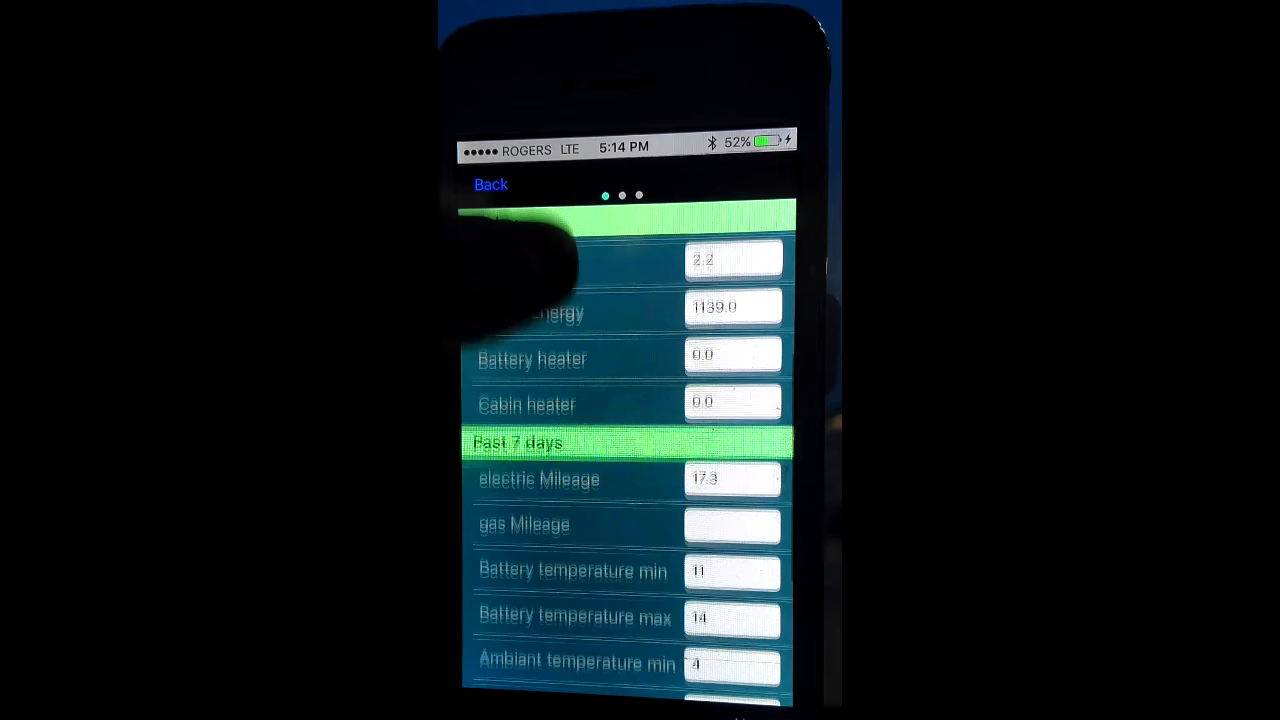 ROGERS LTE 5:14 PM 52%
Back
2.2
1139.0
Battery heater 0.0
Cabin heater 0.0
Past 7 days
electric Mileage 17.3
gas Mileage
Battery temperature min 11
Battery temperature max 14
Ambiant temperature min 4